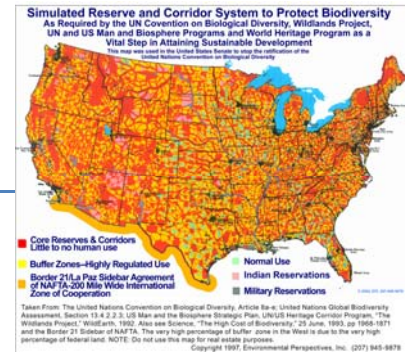 Simulated Reserve and Corridor System to Protect Biodiversity
As Required by the UN Covention on Biological Diversity, Wildlands Project,
UN and US Man and Biosphere Programs and World Heritage Program as a
Vital Step in Attaining Sustainable Development
This map was used in the United States Senate to stop the ratification of the
United Nations Convention on Biological Diversity
Core Reserves & Corridors
Little to no human use
Buffer Zones--Highly Regulated Use
Border 21/La Paz Sidebar Agreement
of NAFTA-200 Mile Wide International
Zone of Cooperation
Normal Use
Indian Reservations
Military Reservations
Taken From: The United Nations Convention on Biological Diversity, Article 8a-e; United Nations Global Biodiversity
Assessment, Section 13.4.2.2.3; US Man and the Biosphere Strategic Plan, UN/US Heritage Corridor Program, "The
Wildlands Project," WildEarth, 1992. Also see Science, "The High Cost of Biodiversity," 25 June, 1993, pp 1868-1871
and the Border 21 Sidebar of NAFTA. The very high percentage of buffer zone in the West is due to the very high
percentage of federal land. NOTE: Do not use this map for real estate purposes.
Copyright 1997, Environmental Perspectives, Inc. (207) 945-9878